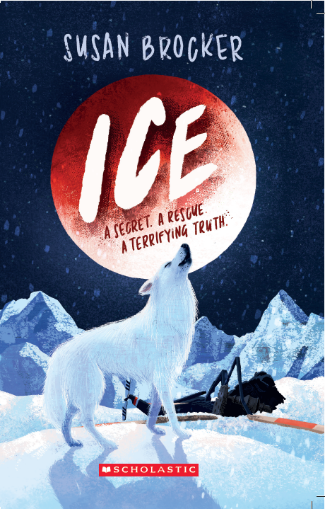 SUSAN BROCKER
ICE
A SECRET. A RESCUE.
A TERRIFYING TRUTH.
SCHOLASTIC